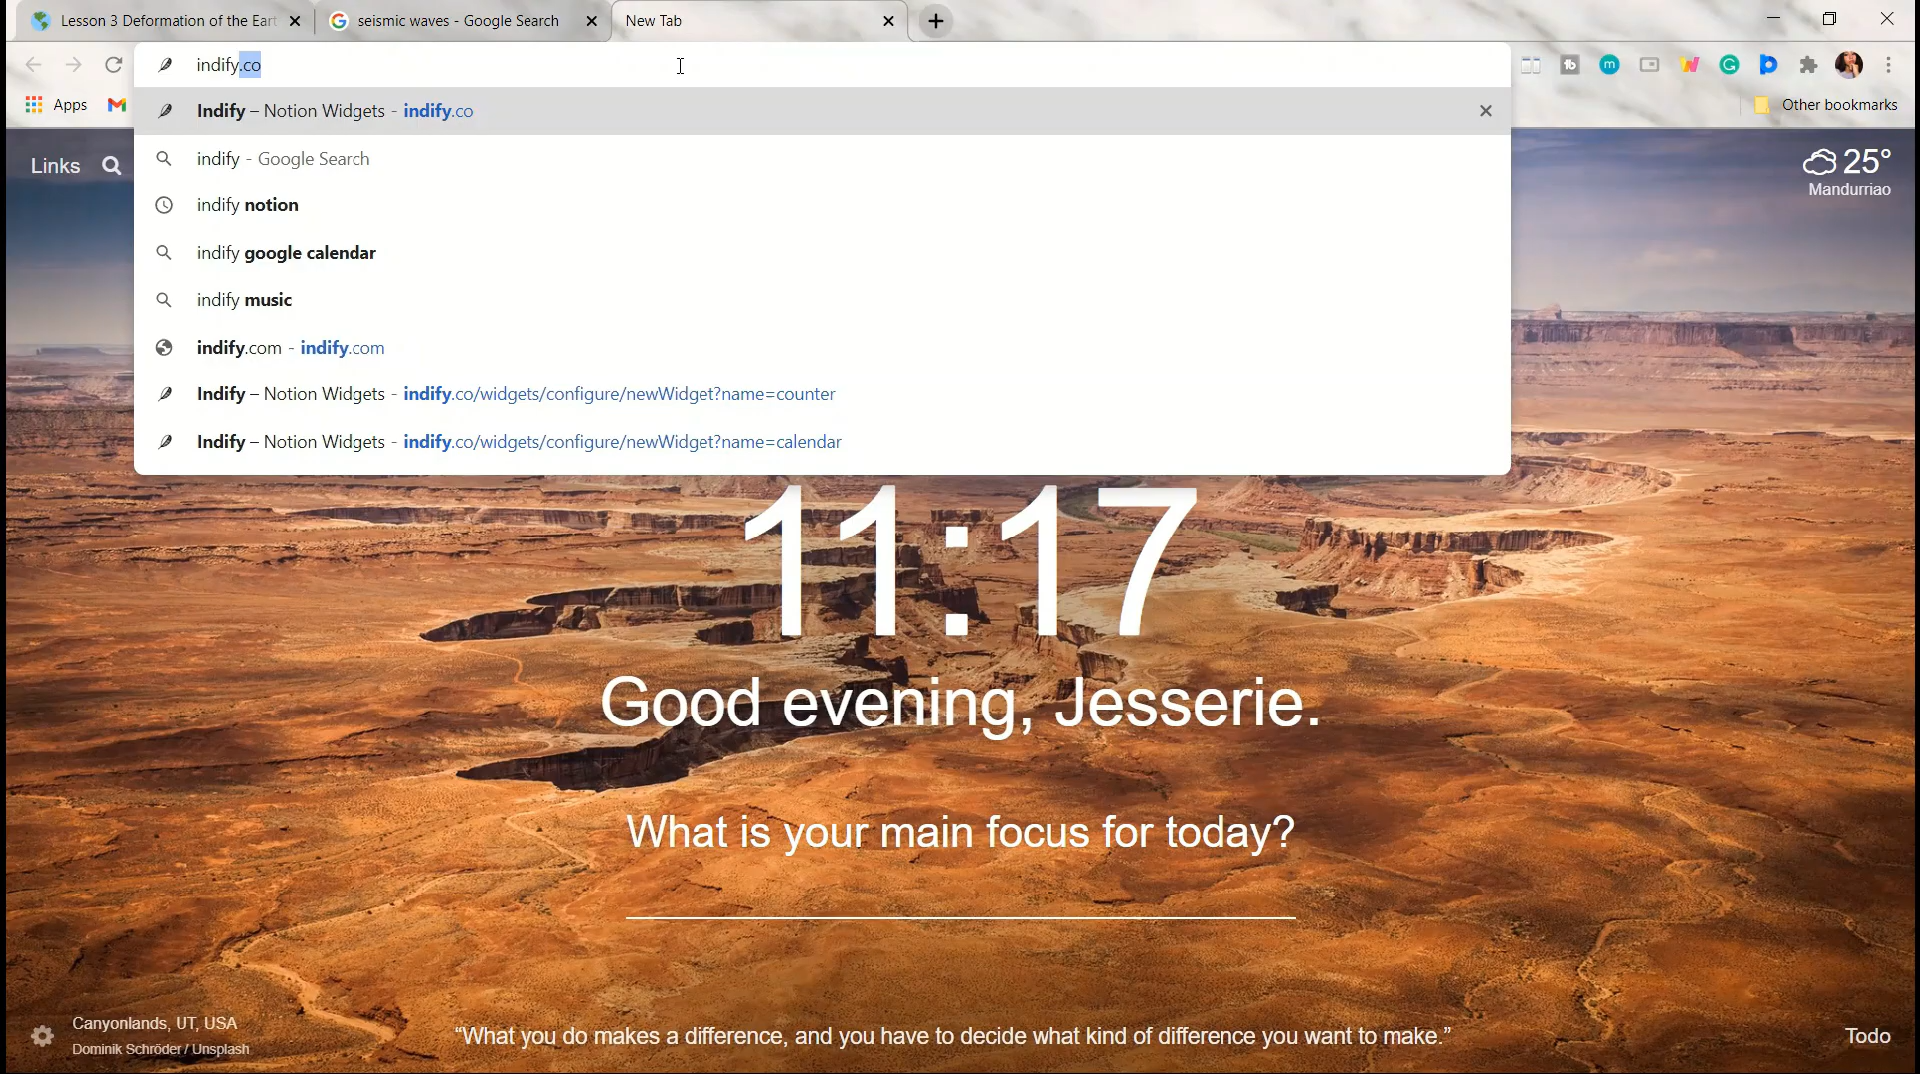 Lesson 3 Deformation of the Eart
seismic waves - Google Search
New Tab
indify.co
Apps
Other bookmarks
Indify – Notion Widgets - indify.co
indify - Google Search
indify notion
indify google calendar
indify music
indify.com - indify.com
Indify – Notion Widgets - indify.co/widgets/configure/newWidget?name=counter
Indify – Notion Widgets - indify.co/widgets/configure/newWidget?name=calendar
Links
25°
Mandurriao
11:17
Good evening, Jesserie.
What is your main focus for today?
Canyonlands, UT, USA
Dominik Schröder / Unsplash
“What you do makes a difference, and you have to decide what kind of difference you want to make.”
Todo